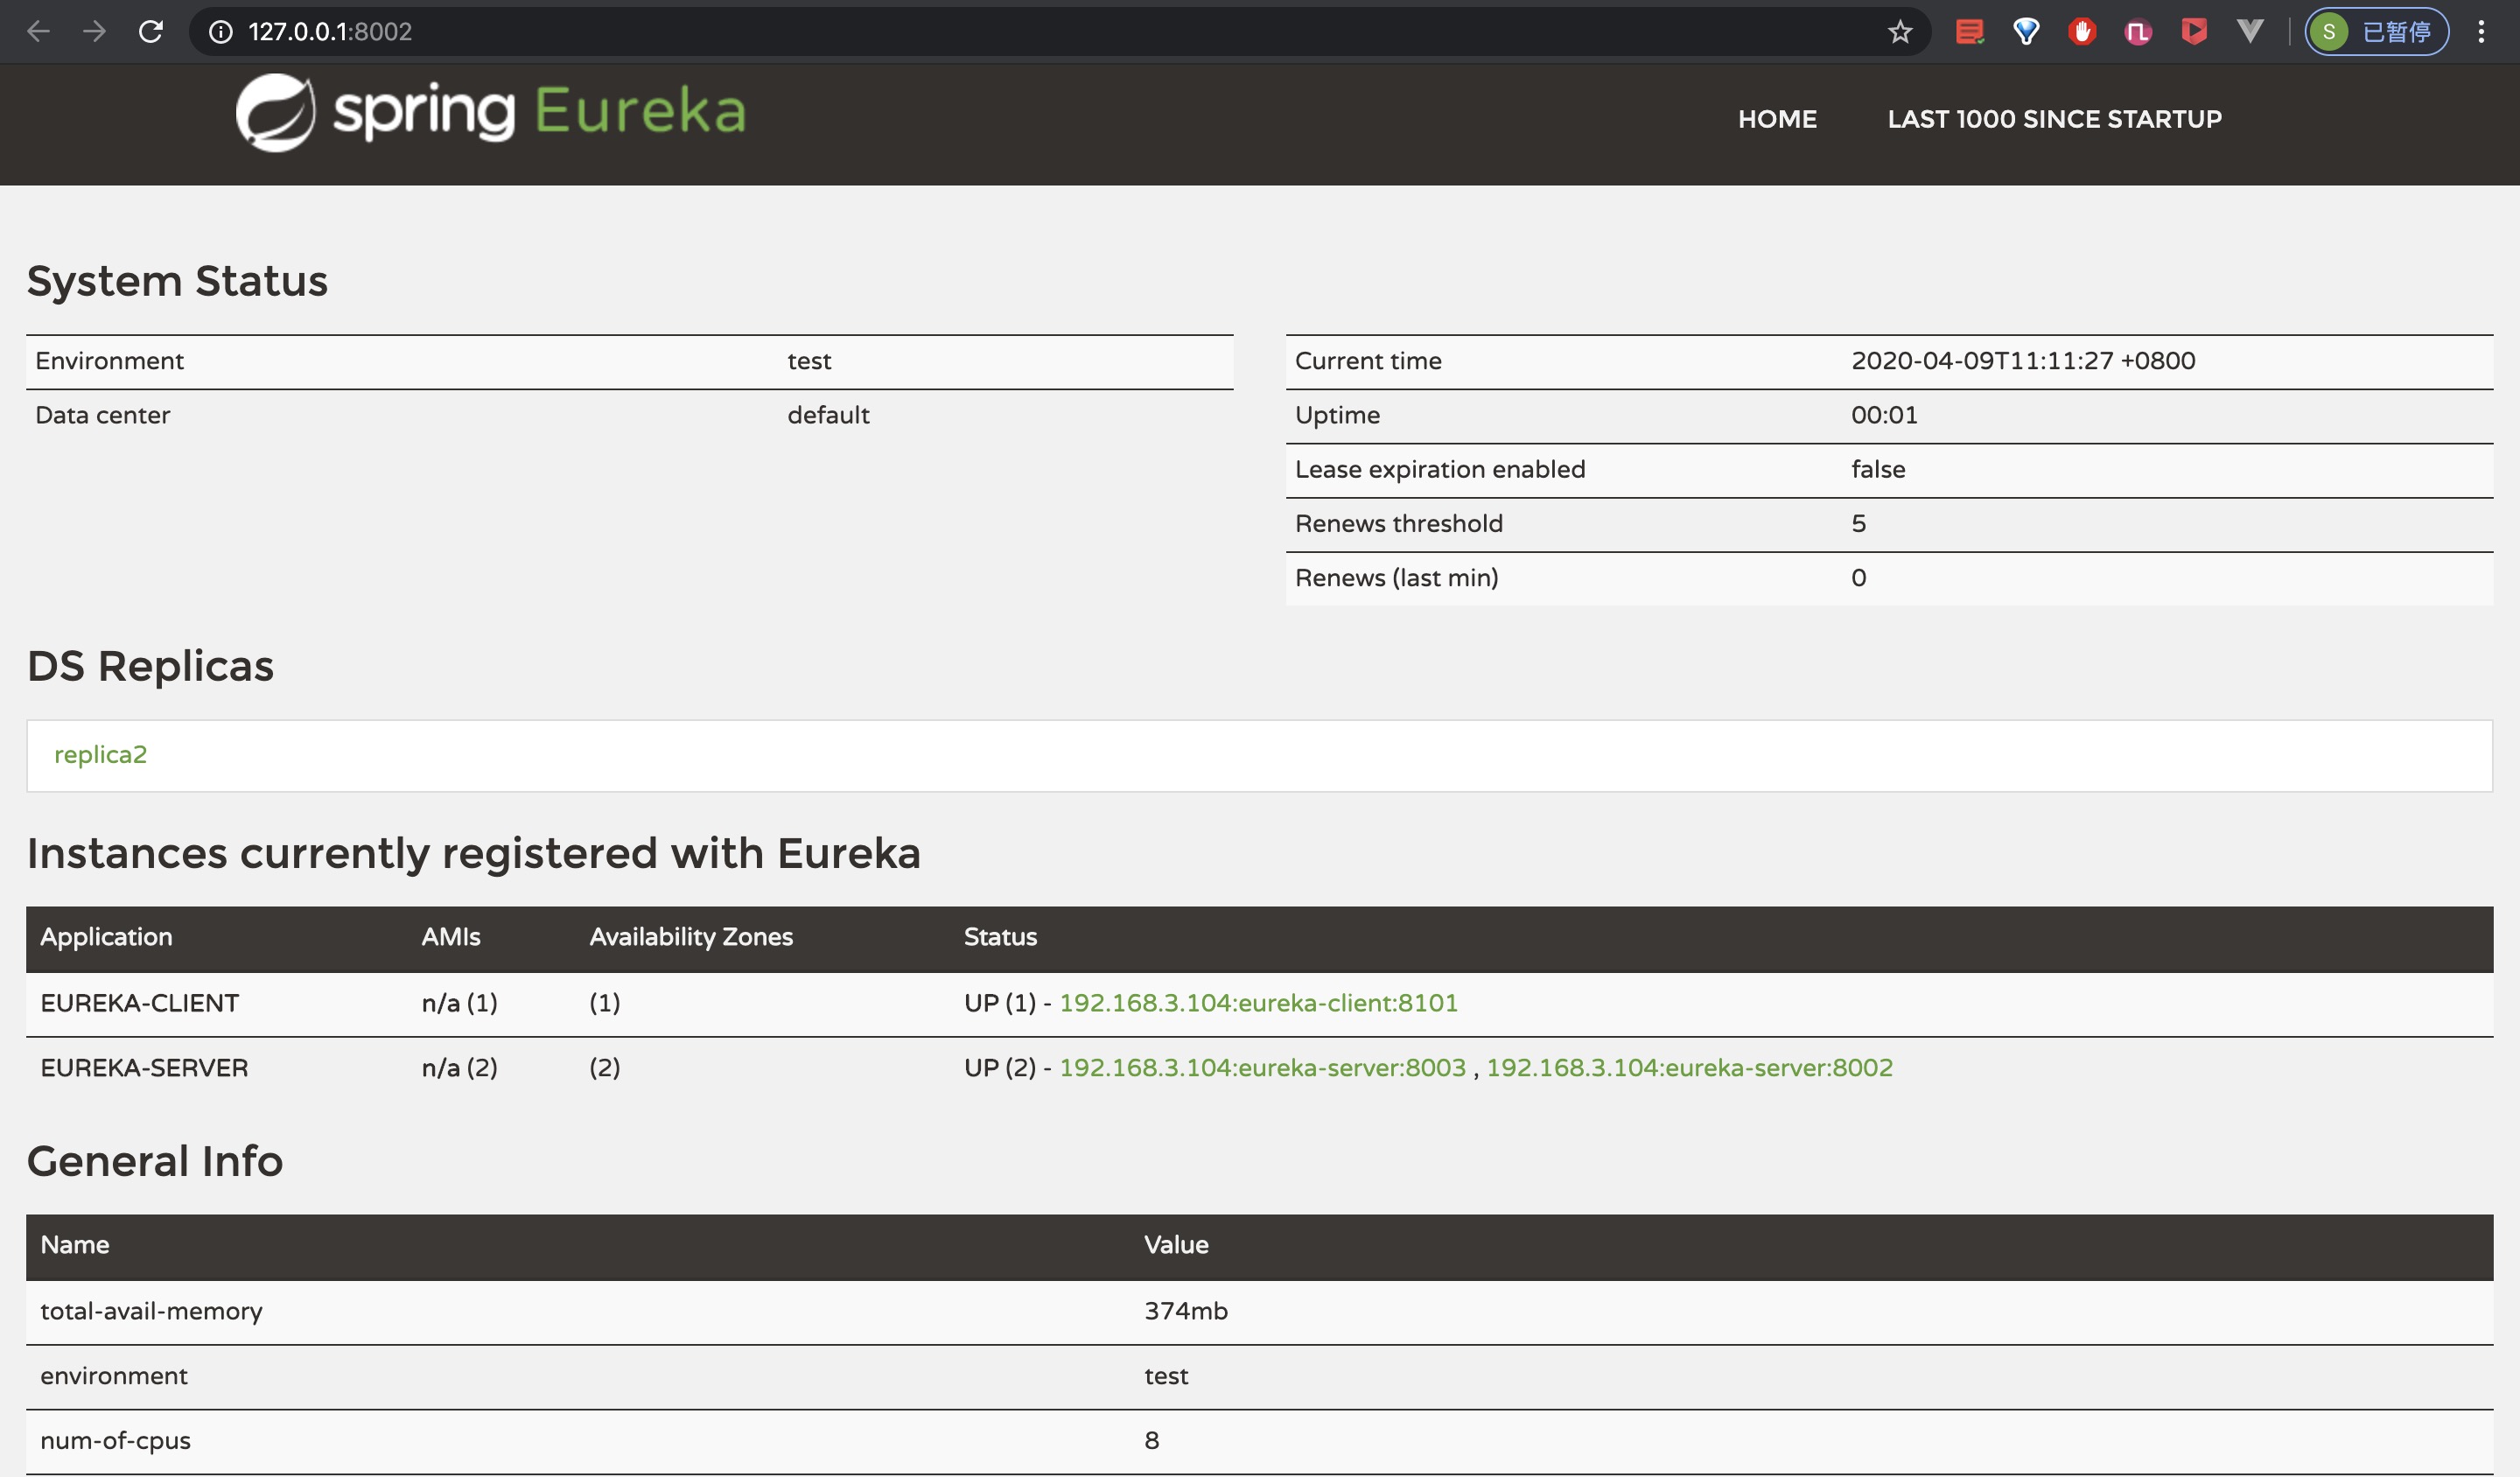 127.0.0.1:8002
S 已暂停
spring Eureka
HOME LAST 1000 SINCE STARTUP
System Status
Environment test
Data center default
Current time 2020-04-09T11:11:27 +0800
Uptime 00:01
Lease expiration enabled false
Renews threshold 5
Renews (last min) 0
DS Replicas
replica2
Instances currently registered with Eureka
Application AMIs Availability Zones Status
EUREKA-CLIENT n/a (1) (1) UP (1) - 192.168.3.104:eureka-client:8101
EUREKA-SERVER n/a (2) (2) UP (2) - 192.168.3.104:eureka-server:8003 , 192.168.3.104:eureka-server:8002
General Info
Name Value
total-avail-memory 374mb
environment test
num-of-cpus 8